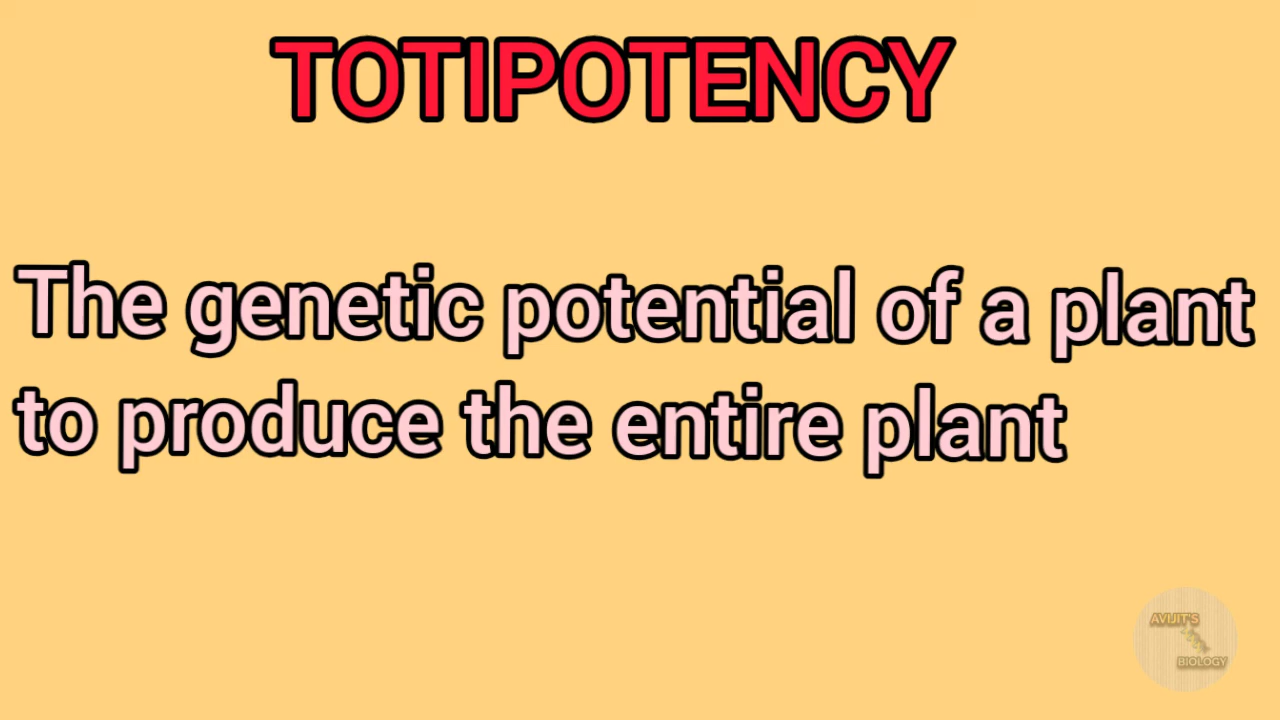 TOTIPOTENCY
The genetic potential of a plant
to produce the entire plant
AVIJIT'S
BIOLOGY